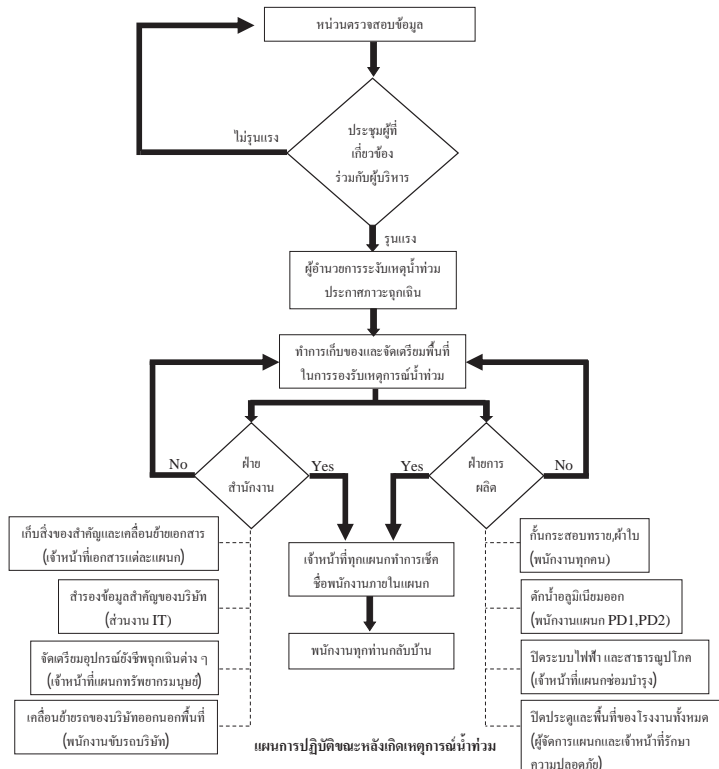 หน่วนตรวจสอบข้อมูล
ประชุมผู้ที่
เกี่ยวข้อง
ร่วมกับผู้บริหาร
ไม่รุนแรง
รุนแรง
ผู้อำนวยการระงับเหตุน้ำท่วม
ประกาศภาวะฉุกเฉิน
ทำการเก็บของและจัดเตรียมพื้นที่
ในการรองรับเหตุการณ์น้ำท่วม
No
ฝ่าย
สำนักงาน
Yes
Yes
ฝ่ายการ
ผลิต
No
เก็บสิ่งของสำคัญและเคลื่อนย้ายเอกสาร
(เจ้าหน้าที่เอกสารแต่ละแผนก)
สำรองข้อมูลสำคัญของบริษัท
(ส่วนงาน IT)
จัดเตรียมอุปกรณ์ยังชีพฉุกเฉินต่าง ๆ
(เจ้าหน้าที่แผนกทรัพยากรมนุษย์)
เคลื่อนย้ายรถของบริษัทออกนอกพื้นที่
(พนักงานขับรถบริษัท)
เจ้าหน้าที่ทุกแผนกทำการเช็ค
ชื่อพนักงานภายในแผนก
พนักงานทุกท่านกลับบ้าน
กั้นกระสอบทราย,ผ้าใบ
(พนักงานทุกคน)
ตักน้ำอลูมิเนียมออก
(พนักงานแผนก PD1,PD2)
ปิดระบบไฟฟ้า และสาธารณูปโภค
(เจ้าหน้าที่แผนกซ่อมบำรุง)
ปิดประตูและพื้นที่ของโรงงานทั้งหมด
(ผู้จัดการแผนกและเจ้าหน้าที่รักษา
ความปลอดภัย)
แผนการปฏิบัติขณะหลังเกิดเหตุการณ์น้ำท่วม